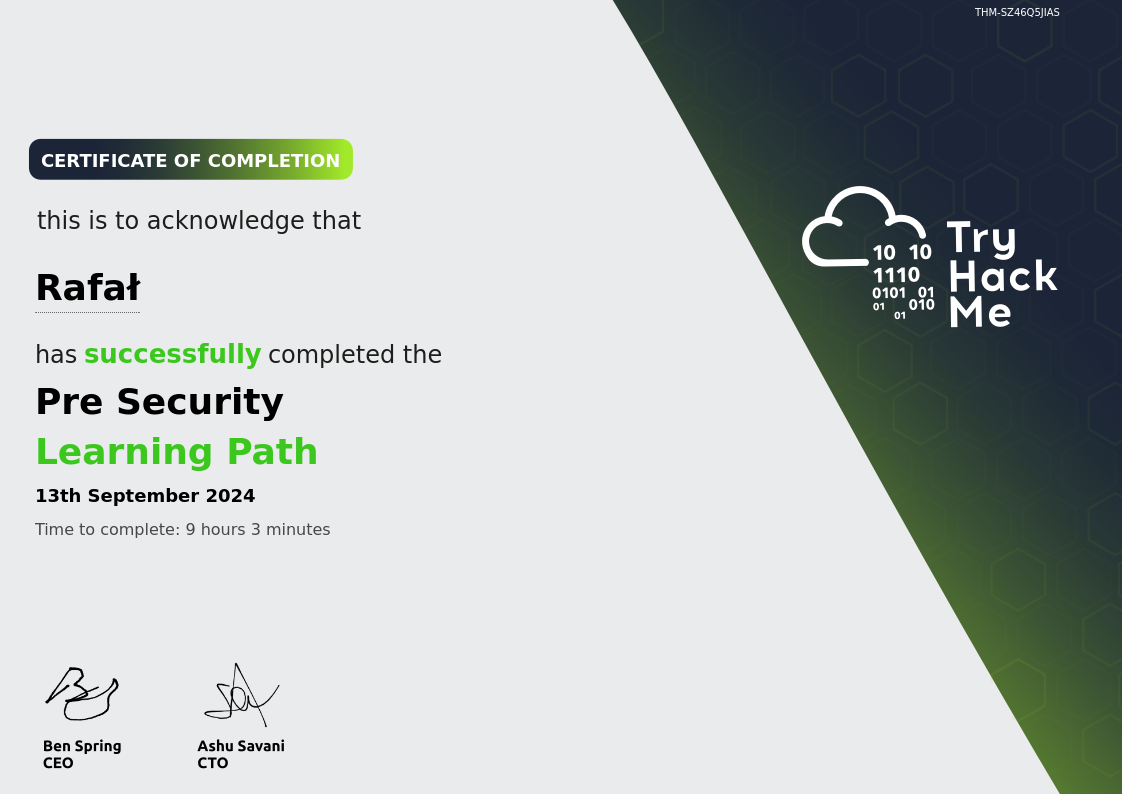 THM-SZ46Q5JIAS
CERTIFICATE OF COMPLETION
this is to acknowledge that
Rafał
has successfully completed the
Pre Security
Learning Path
13th September 2024
Time to complete: 9 hours 3 minutes
10 10
1110
0101 01
01 010
01
Try
Hack
Me
Ben Spring
CEO
Ashu Savani
CTO